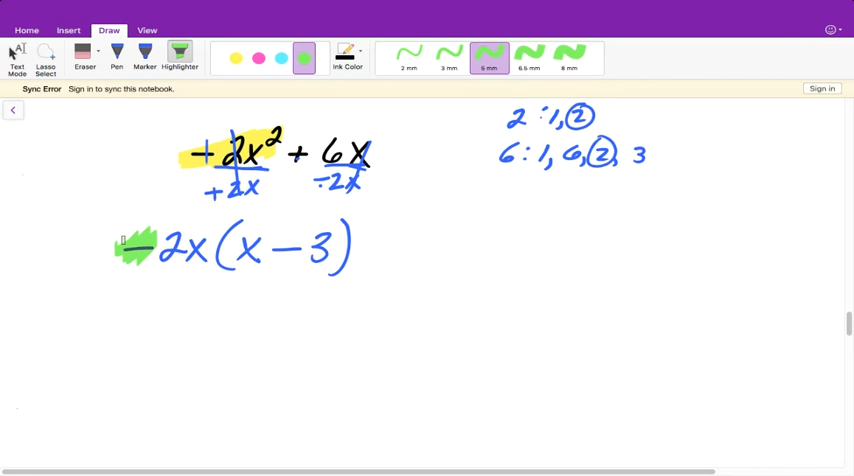 Home Insert Draw View
Text Mode Lasso Select Eraser Pen Marker Highlighter Ink Color 2 mm 3 mm 5 mm 6.5 mm 8 mm
Sync Error Sign in to sync this notebook. Sign in
2 : 1, 2
6 : 1, 6, 2, 3
- 2x² + 6x
+2x ÷2x
- 2x(x - 3)